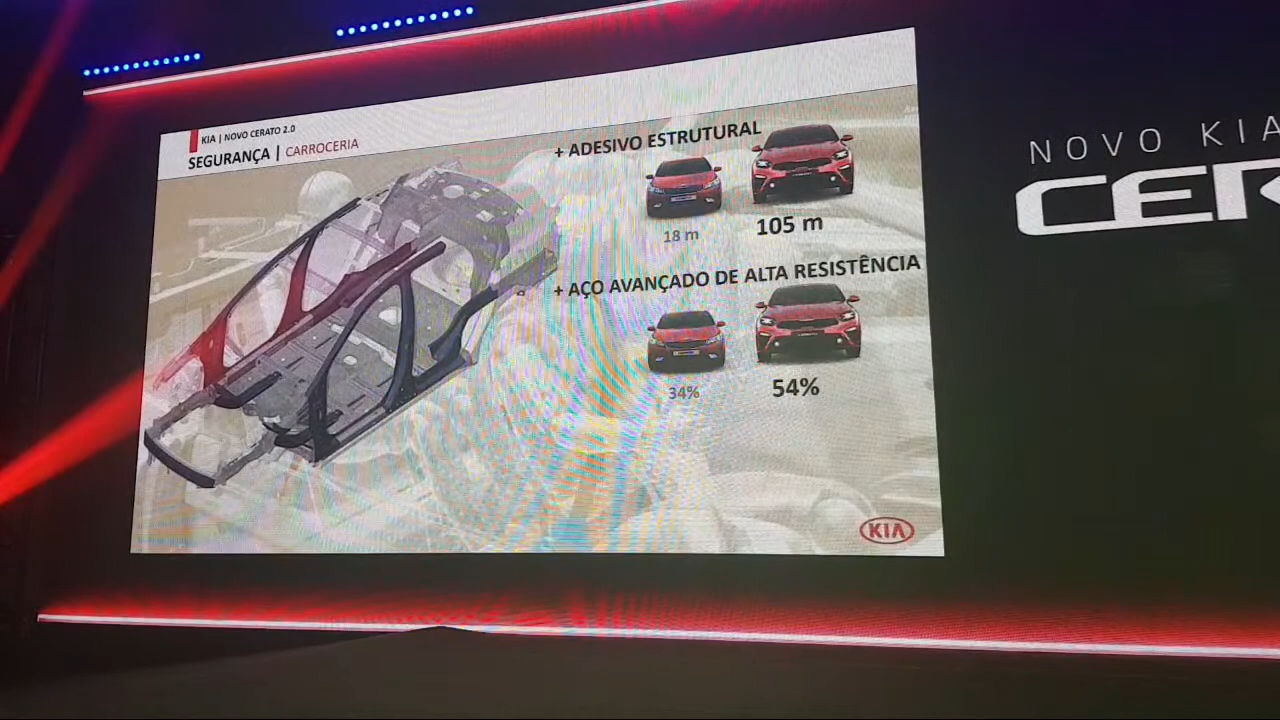 KIA | NOVO CERATO 2.0
SEGURANÇA | CARROCERIA
+ ADESIVO ESTRUTURAL
18 m
105 m
+ AÇO AVANÇADO DE ALTA RESISTÊNCIA
34%
54%
KIA
NOVO KIA
CER